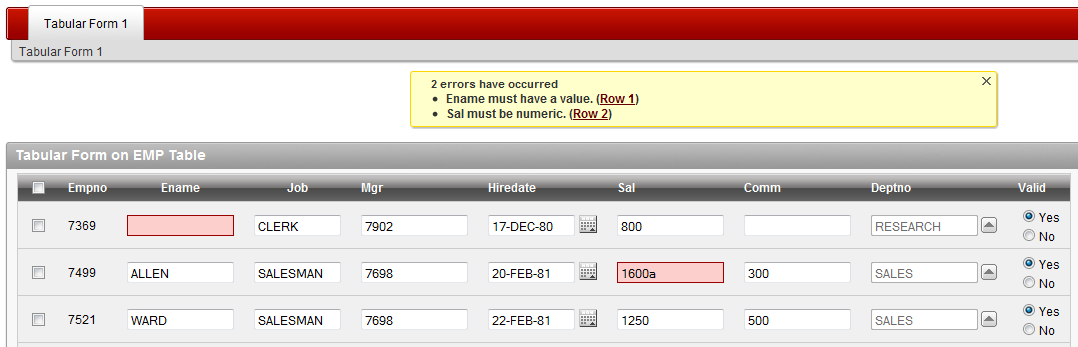 Tabular Form 1
Tabular Form 1
2 errors have occurred
• Ename must have a value. (Row 1)
• Sal must be numeric. (Row 2)
Tabular Form on EMP Table
Empno Ename Job Mgr Hiredate Sal Comm Deptno Valid
7369 CLERK 7902 17-DEC-80 800 RESEARCH Yes
No
7499 ALLEN SALESMAN 7698 20-FEB-81 1600a 300 SALES Yes
No
7521 WARD SALESMAN 7698 22-FEB-81 1250 500 SALES Yes
No